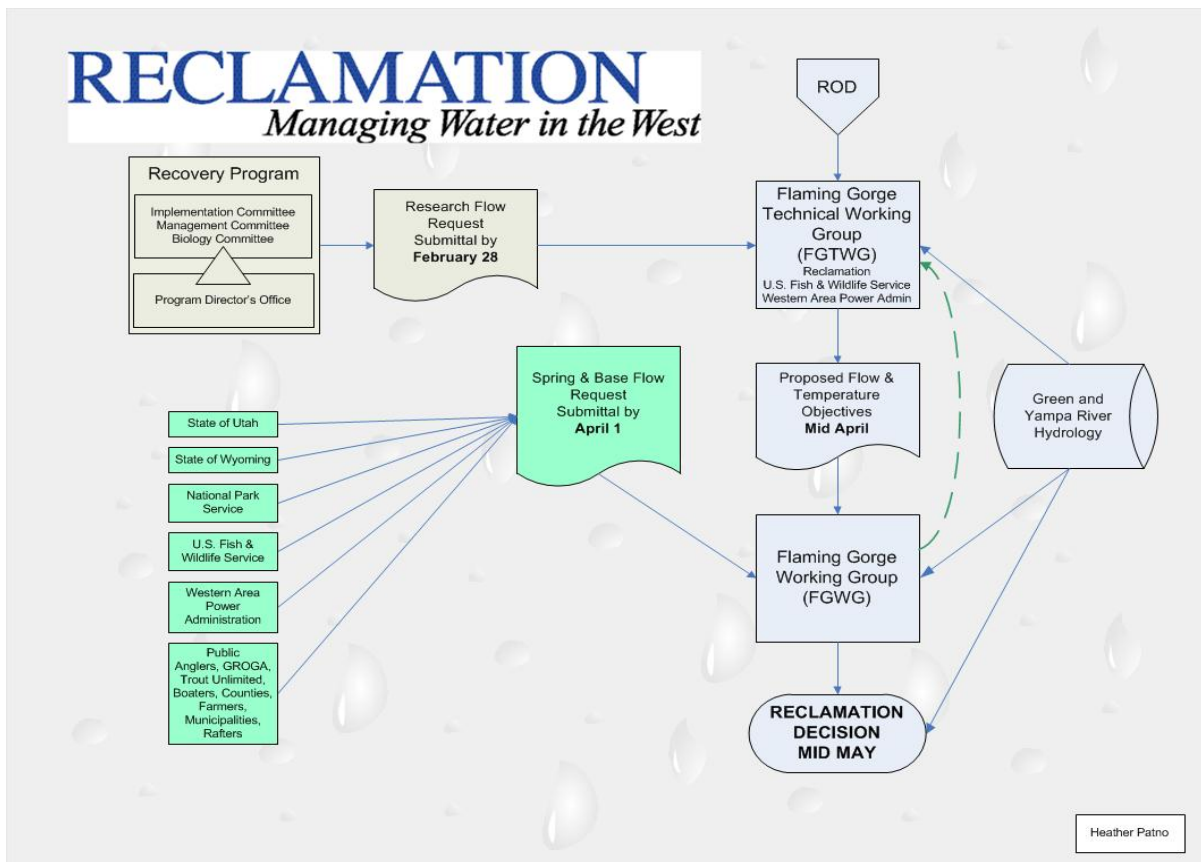 RECLAMATION
Managing Water in the West
ROD
Recovery Program
Implementation Committee
Management Committee
Biology Committee
Program Director's Office
Research Flow
Request
Submittal by
February 28
Flaming Gorge
Technical Working
Group
(FGTWG)
Reclamation
U.S. Fish & Wildlife Service
Western Area Power Admin
Spring & Base Flow
Request
Submittal by
April 1
Proposed Flow &
Temperature
Objectives
Mid April
Green and
Yampa River
Hydrology
State of Utah
State of Wyoming
National Park
Service
U.S. Fish &
Wildlife Service
Western Area
Power
Administration
Public
Anglers, GROGA,
Trout Unlimited,
Boaters, Counties,
Farmers,
Municipalities,
Rafters
Flaming Gorge
Working Group
(FGWG)
RECLAMATION
DECISION
MID MAY
Heather Patno